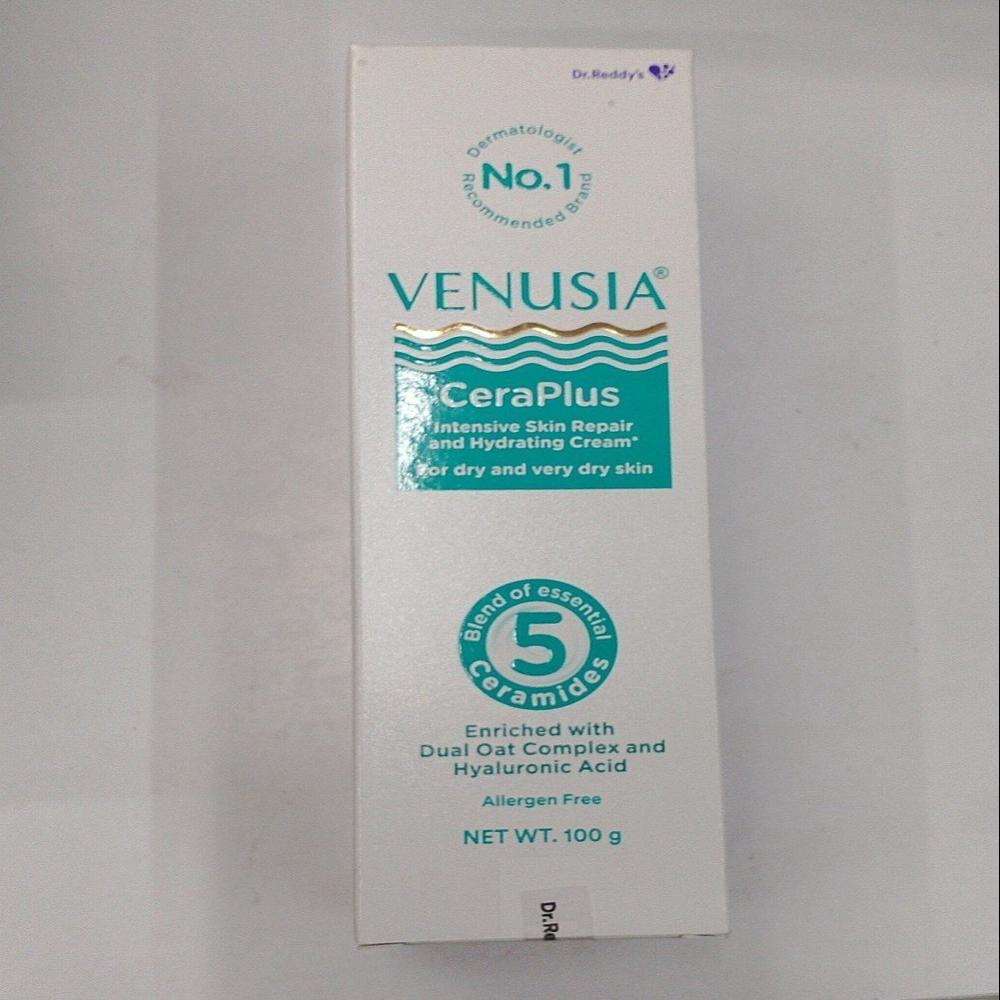 Dr.Reddy's
Dermatologist
No.1
Recommended Brand
VENUSIA®
CeraPlus
Intensive Skin Repair
and Hydrating Cream*
For dry and very dry skin
Blend of essential
5
Ceramides
Enriched with
Dual Oat Complex and
Hyaluronic Acid
Allergen Free
NET WT. 100 g
Dr.Re